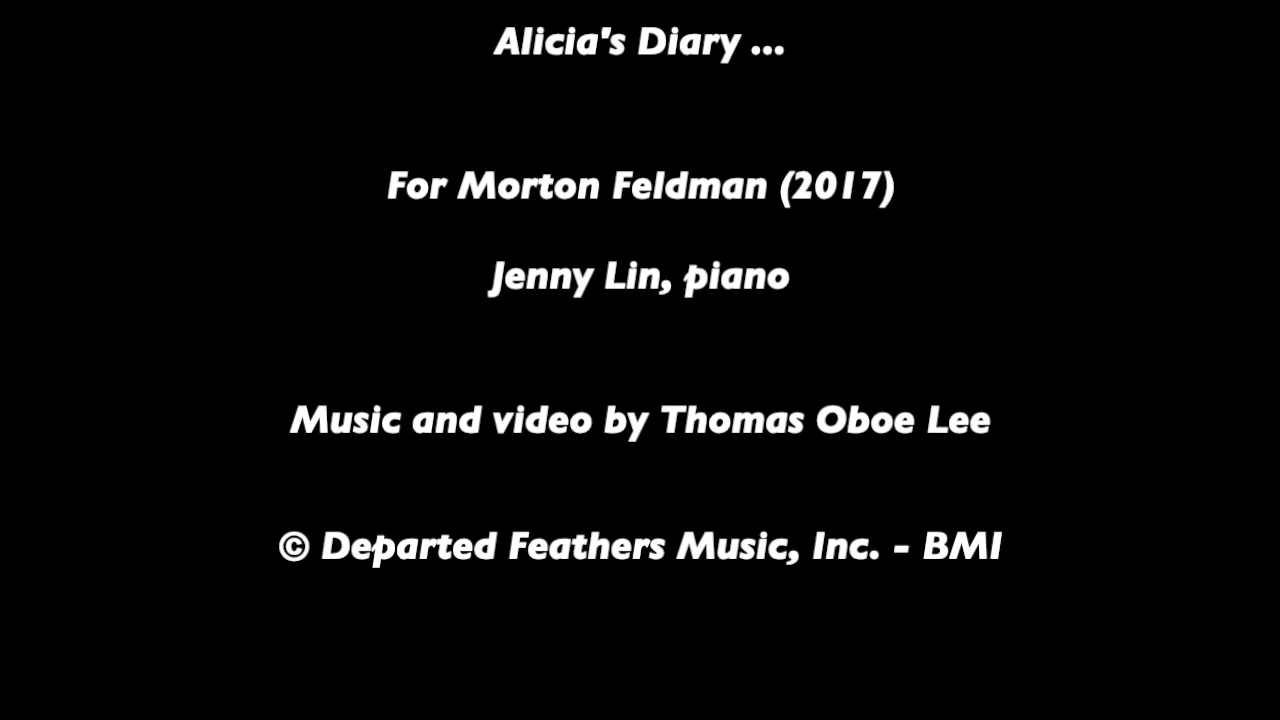 Alicia's Diary ...
For Morton Feldman (2017)
Jenny Lin, piano
Music and video by Thomas Oboe Lee
© Departed Feathers Music, Inc. - BMI